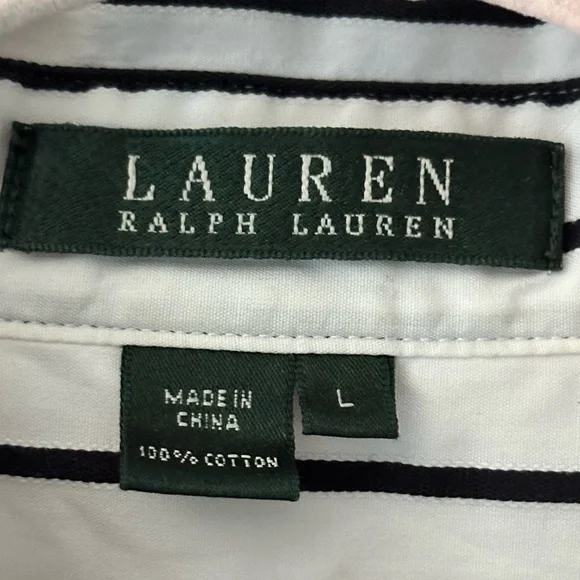 LAUREN
RALPH LAUREN
MADE IN
CHINA
100% COTTON
L